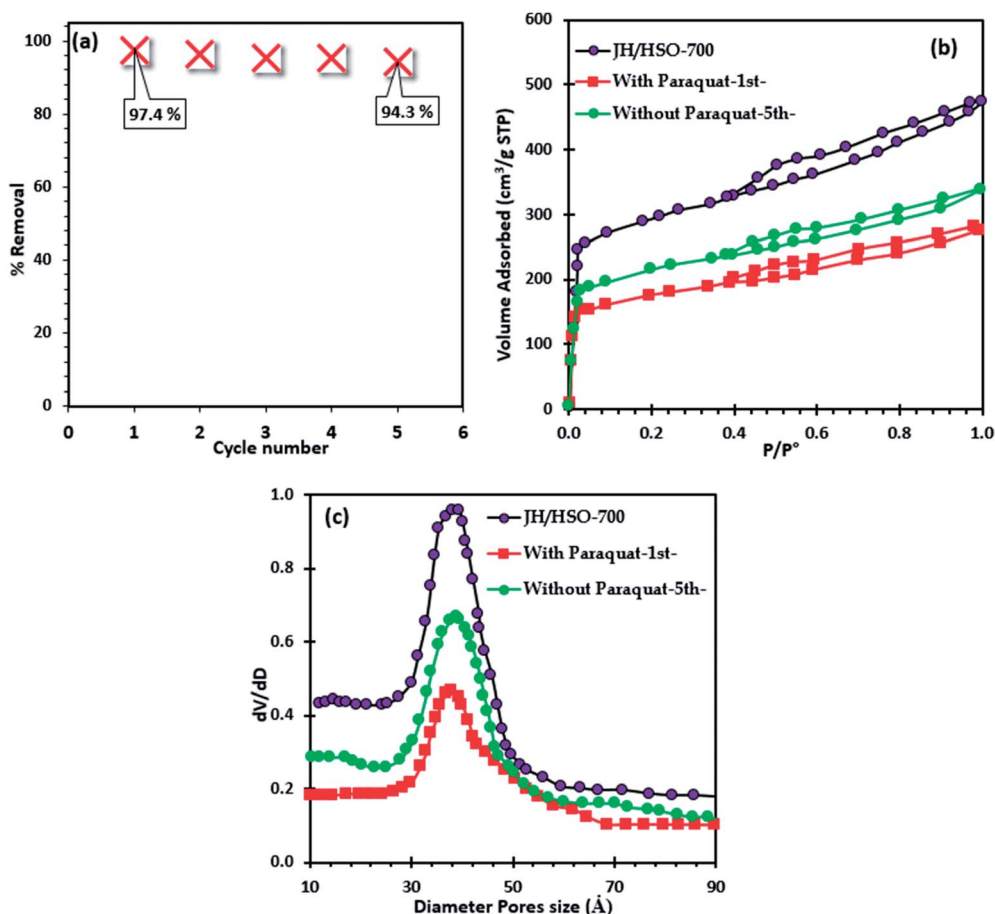 (a)
100
80
60
40
20
0
97.4 %
94.3 %
% Removal
0 1 2 3 4 5 6
Cycle number
(b)
600
500
400
300
200
100
0
JH/HSO-700
With Paraquat-1st-
Without Paraquat-5th-
Volume Adsorbed (cm³/g STP)
0.0 0.2 0.4 0.6 0.8 1.0
P/P°
(c)
1.0
0.8
0.6
0.4
0.2
0.0
JH/HSO-700
With Paraquat-1st-
Without Paraquat-5th-
dV/dD
10 30 50 70 90
Diameter Pores size (Å)